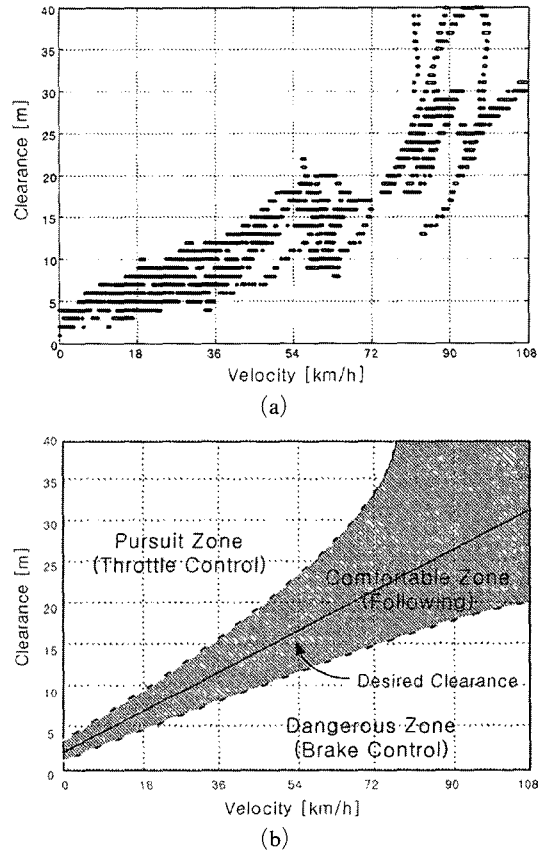 40
35
30
25
20
15
10
5
0
Clearance [m]
0 18 36 54 72 90 108
Velocity [km/h]
(a)
40
35
30
25
20
15
10
5
0
Clearance [m]
Pursuit Zone
(Throttle Control)
Comfortable Zone
(Following)
Desired Clearance
Dangerous Zone
(Brake Control)
0 18 36 54 72 90 108
Velocity [km/h]
(b)